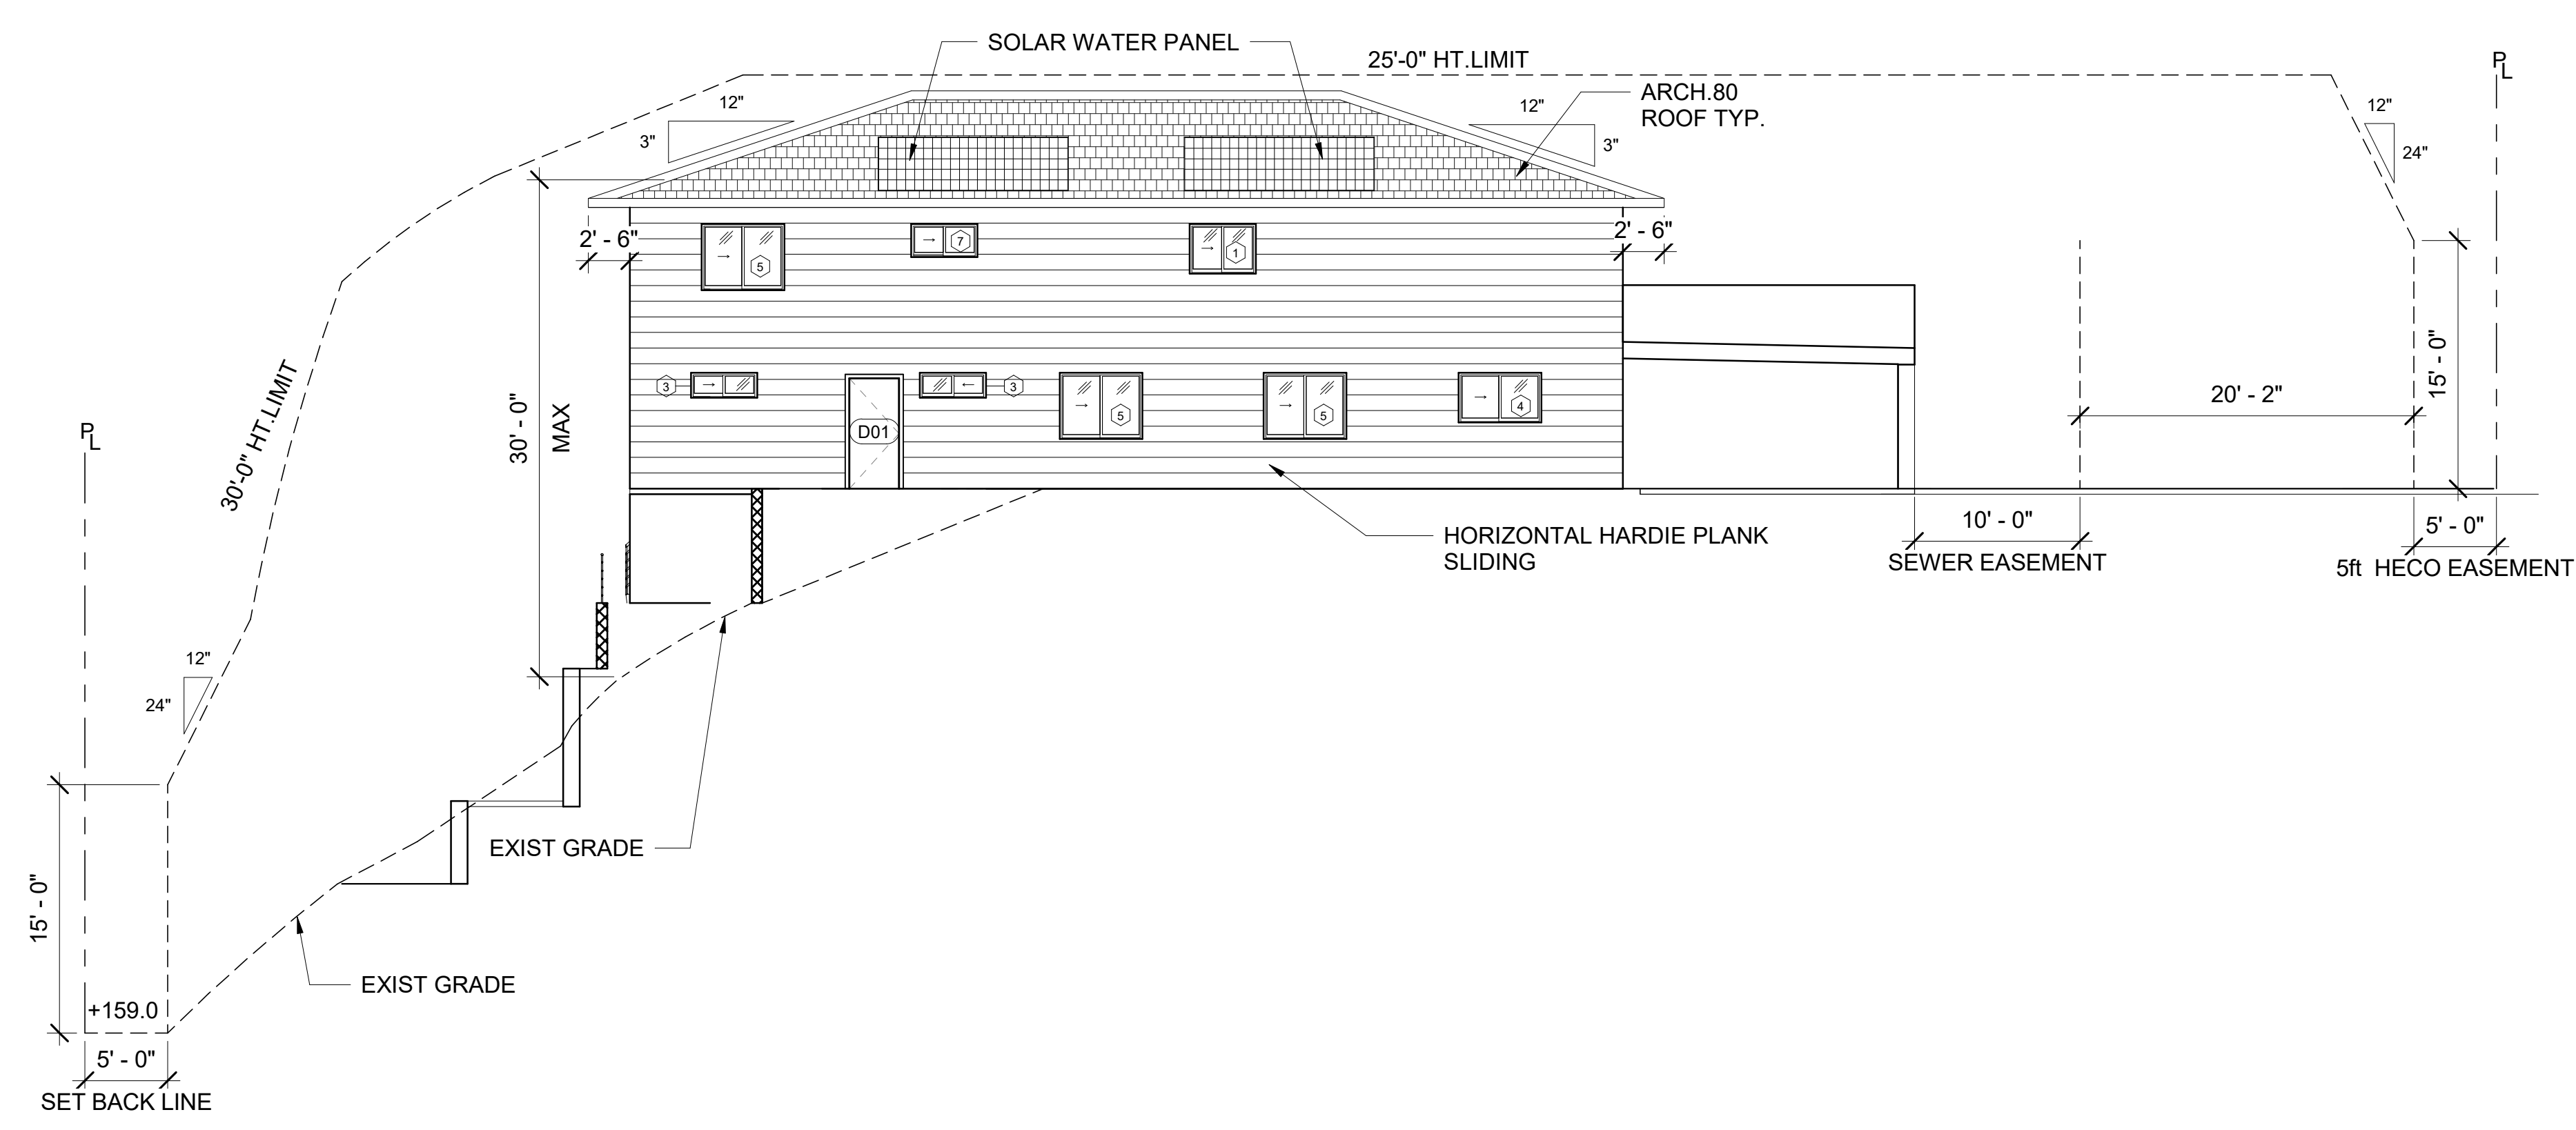 SOLAR WATER PANEL
25'-0" HT.LIMIT
PL
12"
3"
12"
3"
ARCH.80
ROOF TYP.
12"
24"
2' - 6"
5
7
1
2' - 6"
30'-0" HT.LIMIT
30' - 0"
MAX
3
D01
3
5
5
4
20' - 2"
15' - 0"
PL
HORIZONTAL HARDIE PLANK
SLIDING
10' - 0"
SEWER EASEMENT
5' - 0"
5ft HECO EASEMENT
12"
24"
EXIST GRADE
15' - 0"
EXIST GRADE
+159.0
5' - 0"
SET BACK LINE